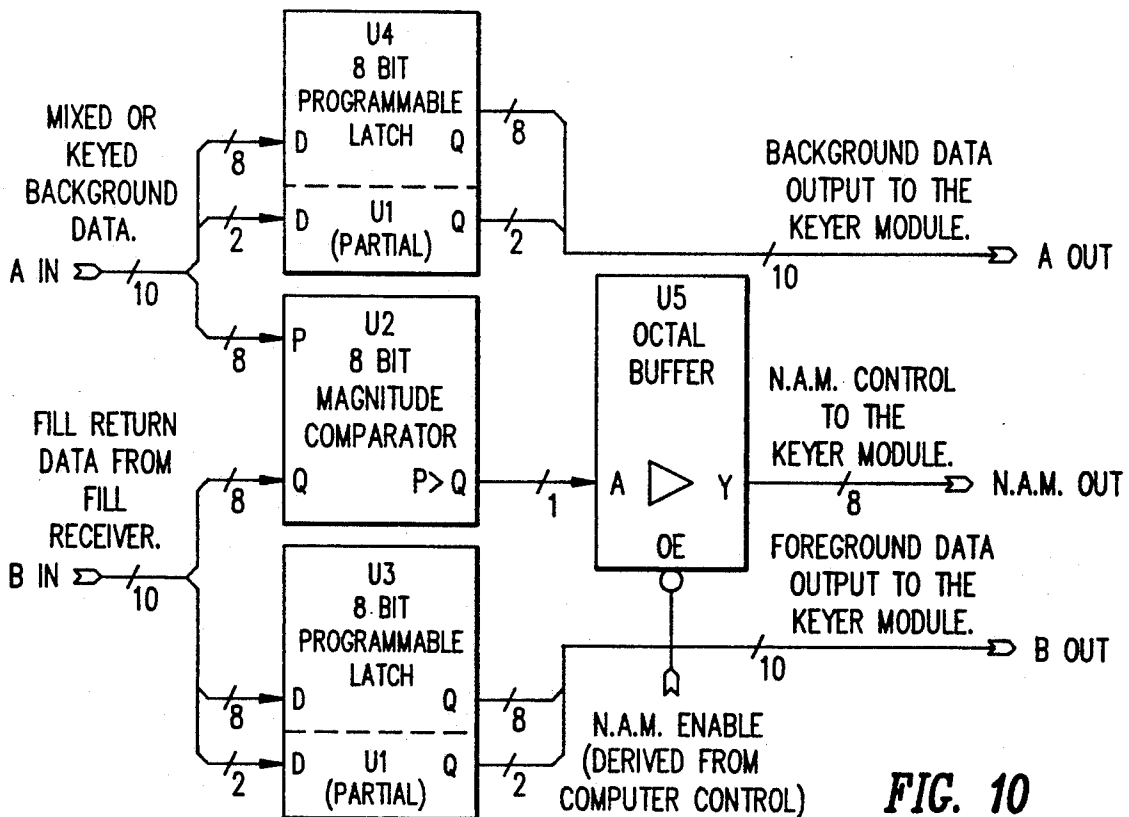 U4
8 BIT
PROGRAMMABLE
LATCH
D
8
Q
8
D
2
U1
(PARTIAL)
Q
2
MIXED OR
KEYED
BACKGROUND
DATA.
A IN
10
BACKGROUND DATA
OUTPUT TO THE
KEYER MODULE.
10
A OUT
8
P
U2
8 BIT
MAGNITUDE
COMPARATOR
Q
8
P> Q
1
U5
OCTAL
BUFFER
A
Y
OE
N.A.M. CONTROL
TO THE
KEYER MODULE.
8
N.A.M. OUT
FILL RETURN
DATA FROM
FILL
RECEIVER.
B IN
10
U3
8 BIT
PROGRAMMABLE
LATCH
D
8
Q
8
D
2
U1
(PARTIAL)
Q
2
FOREGROUND DATA
OUTPUT TO THE
KEYER MODULE.
10
B OUT
N.A.M. ENABLE
(DERIVED FROM
COMPUTER CONTROL)
FIG. 10